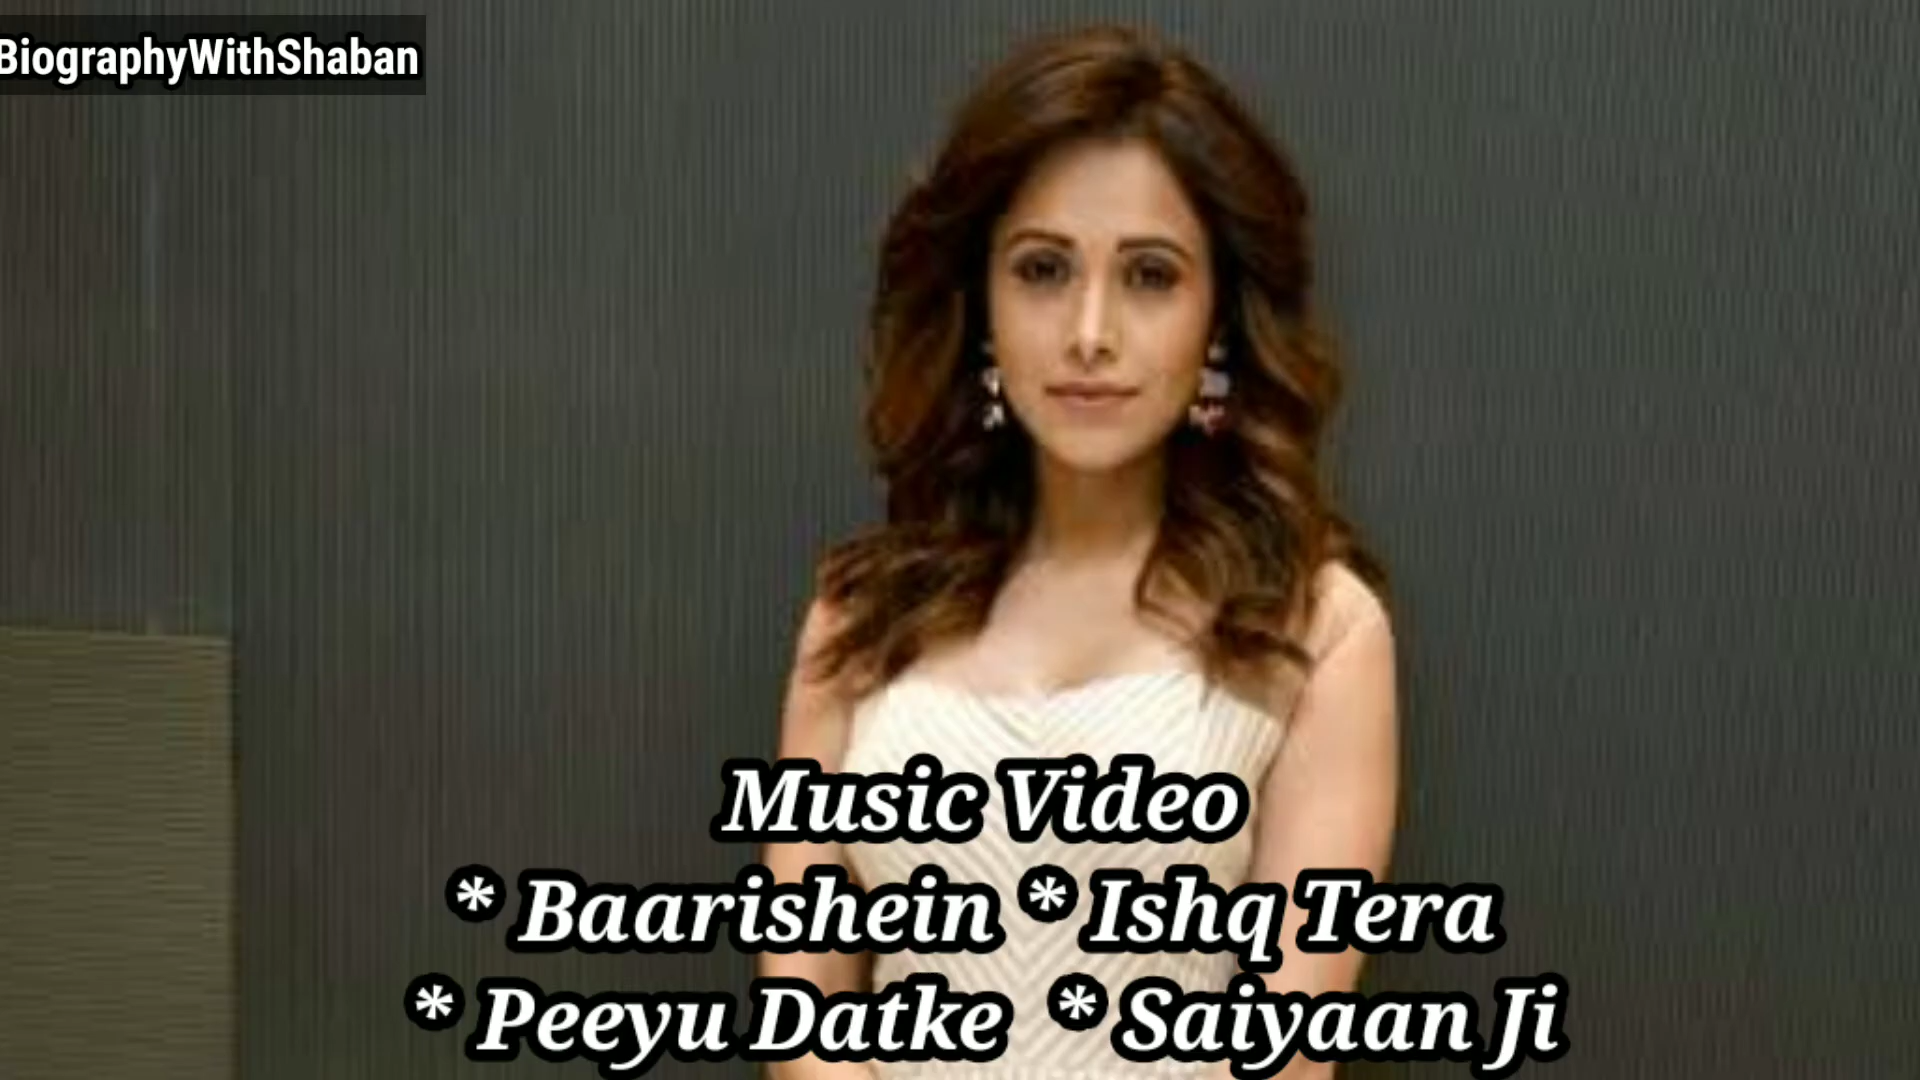 BiographyWithShaban
Music Video
* Baarishein * Ishq Tera
* Peeyu Datke * Saiyaan Ji